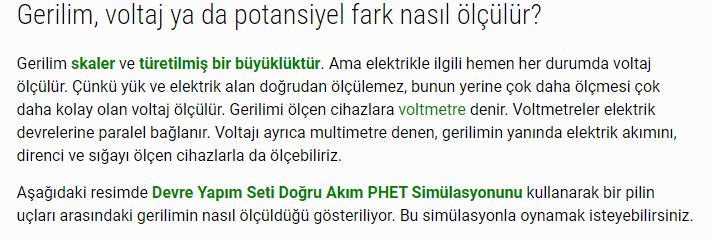 Gerilim, voltaj ya da potansiyel fark nasıl ölçülür?
Gerilim skaler ve türetilmiş bir büyüklüktür. Ama elektrikle ilgili hemen her durumda voltaj
ölçülür. Çünkü yük ve elektrik alan doğrudan ölçülemez, bunun yerine çok daha ölçmesi çok
daha kolay olan voltaj ölçülür. Gerilimi ölçen cihazlara voltmetre denir. Voltmetreler elektrik
devrelerine paralel bağlanır. Voltajı ayrıca multimetre denen, gerilimin yanında elektrik akımını,
direnci ve sığayı ölçen cihazlarla da ölçebiliriz.
Aşağıdaki resimde Devre Yapım Seti Doğru Akım PHET Simülasyonunu kullanarak bir pilin
uçları arasındaki gerilimin nasıl ölçüldüğü gösteriliyor. Bu simülasyonla oynamak isteyebilirsiniz.